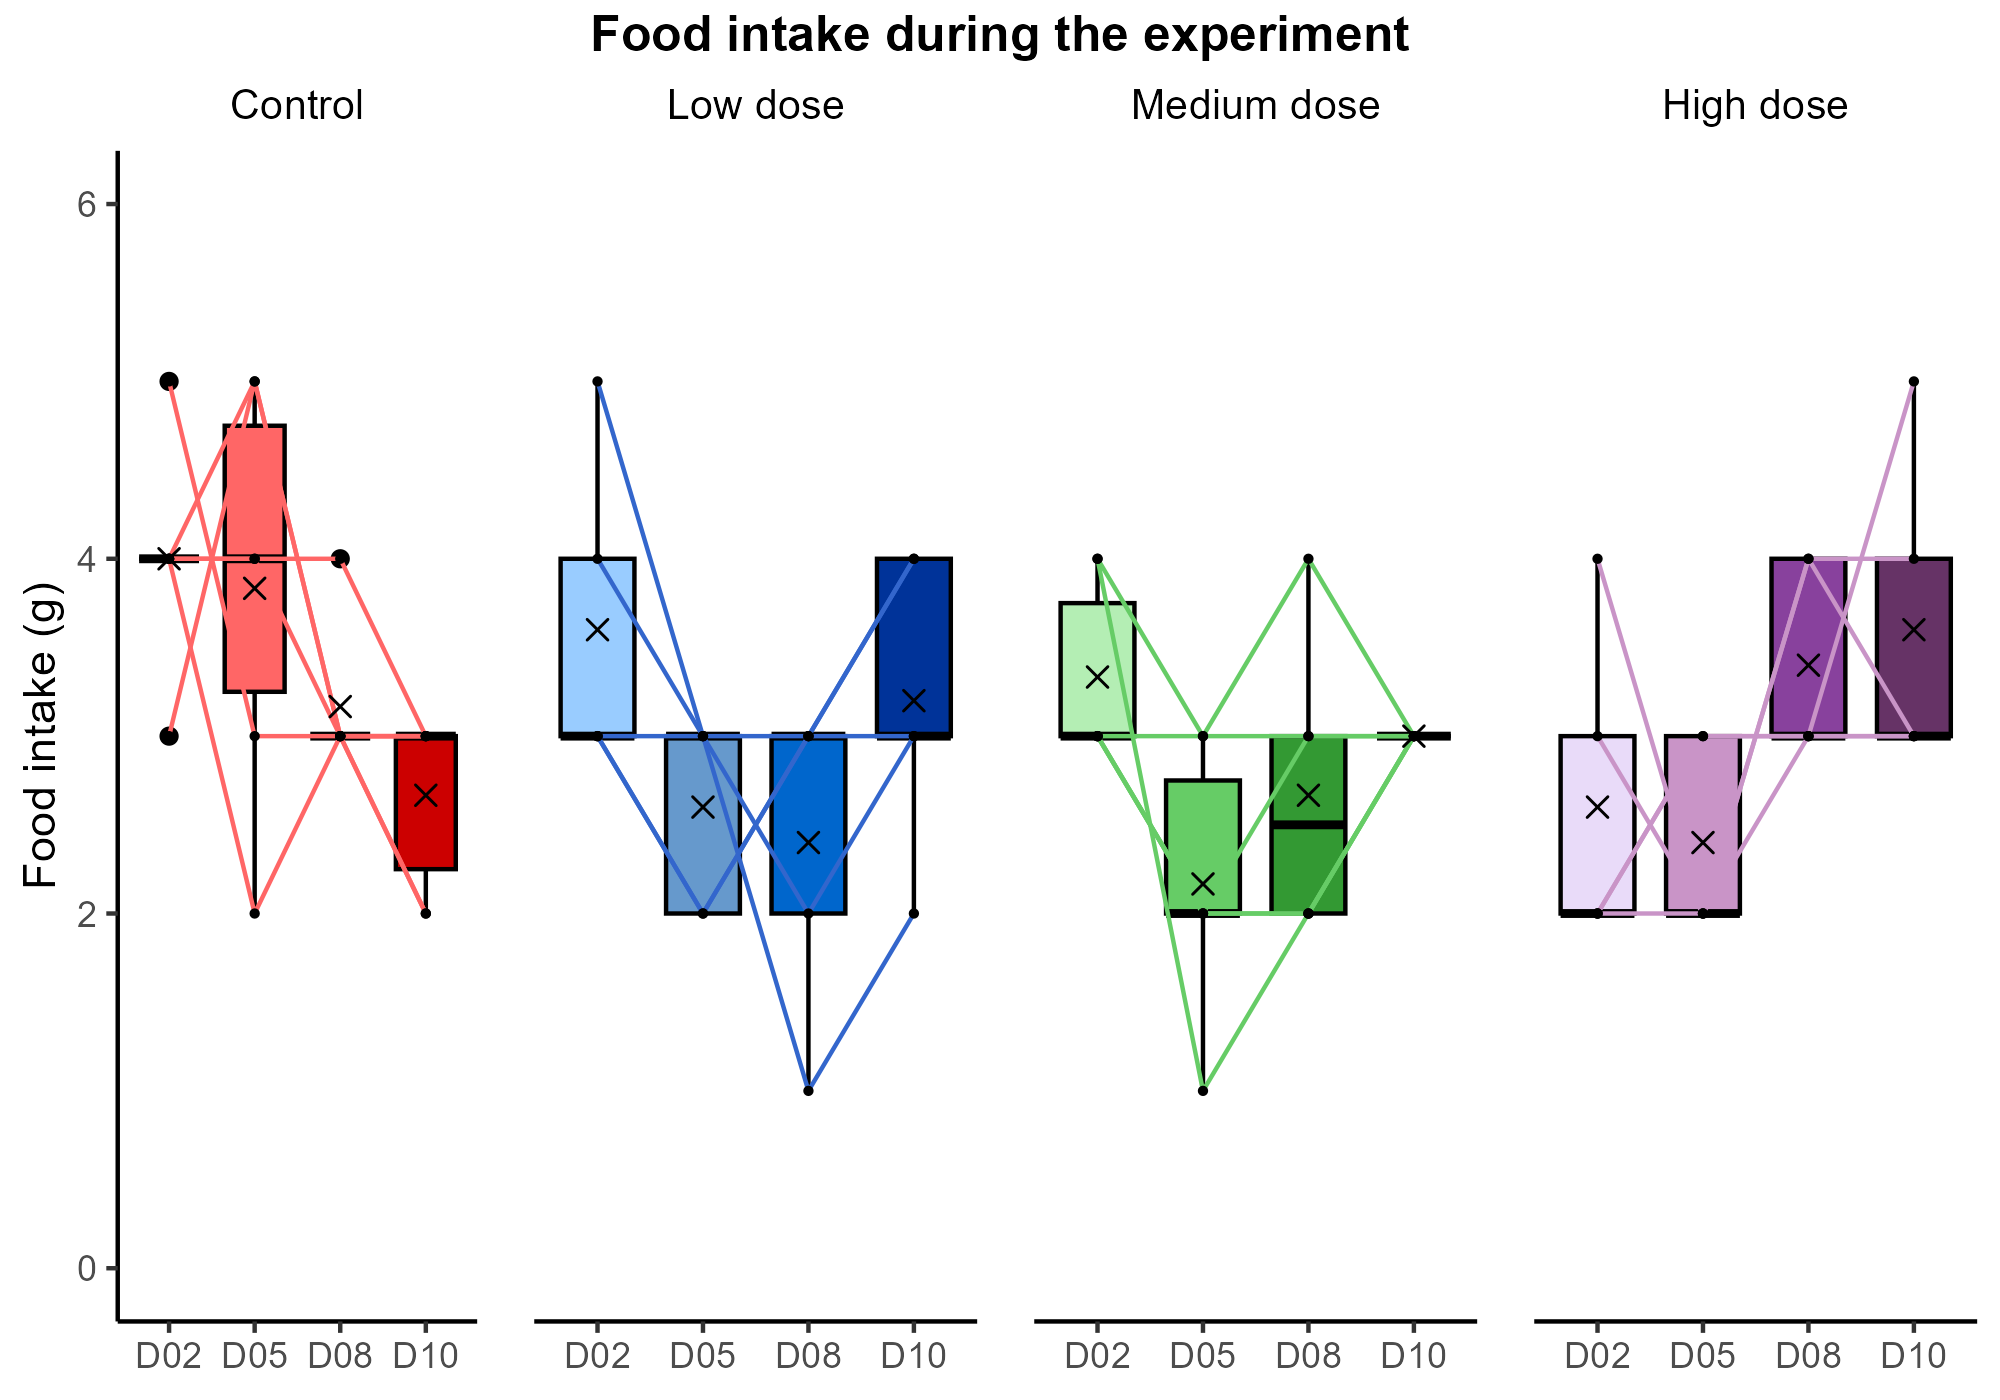 Food intake during the experiment
Control Low dose Medium dose High dose
Food intake (g)
6
4
2
0
D02 D05 D08 D10 D02 D05 D08 D10 D02 D05 D08 D10 D02 D05 D08 D10